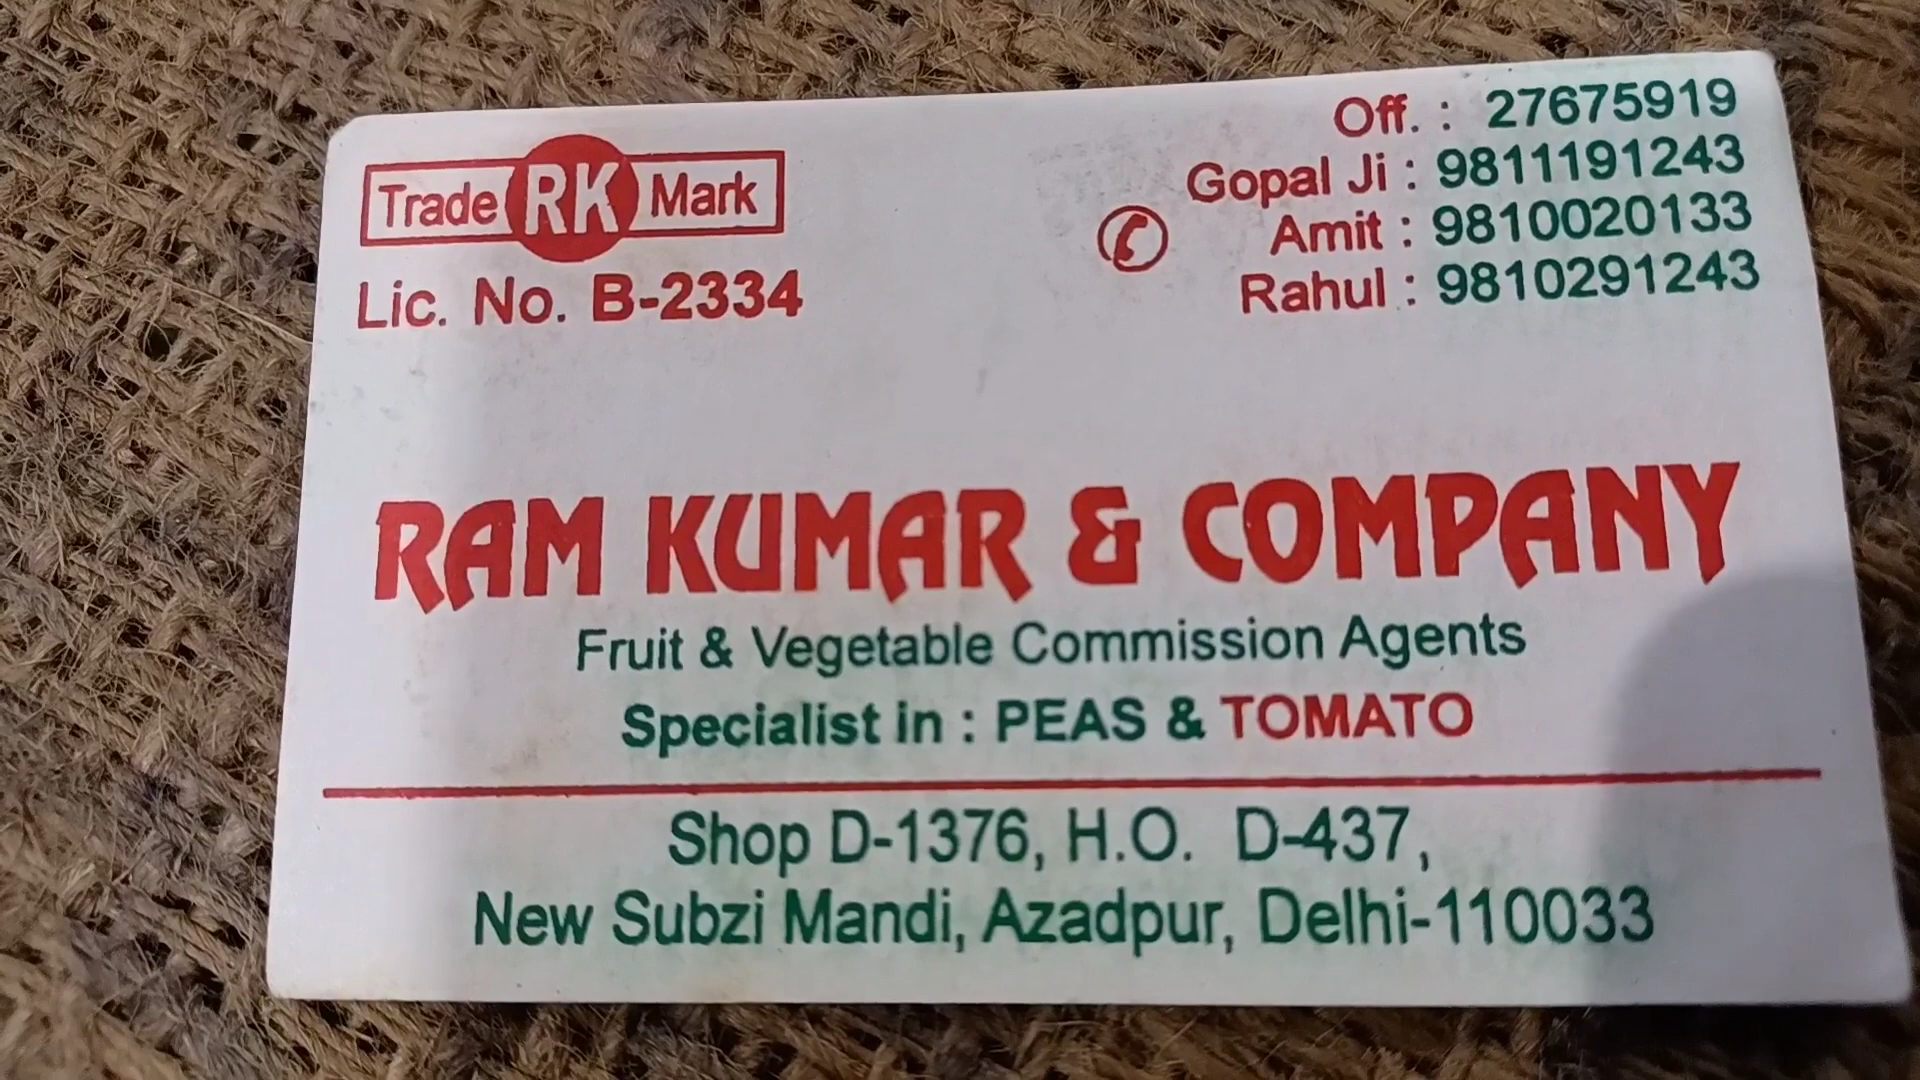 Trade RK Mark
Lic. No. B-2334
Off. : 27675919
Gopal Ji : 9811191243
Amit : 9810020133
Rahul : 9810291243
RAM KUMAR & COMPANY
Fruit & Vegetable Commission Agents
Specialist in : PEAS & TOMATO
Shop D-1376, H.O. D-437,
New Subzi Mandi, Azadpur, Delhi-110033